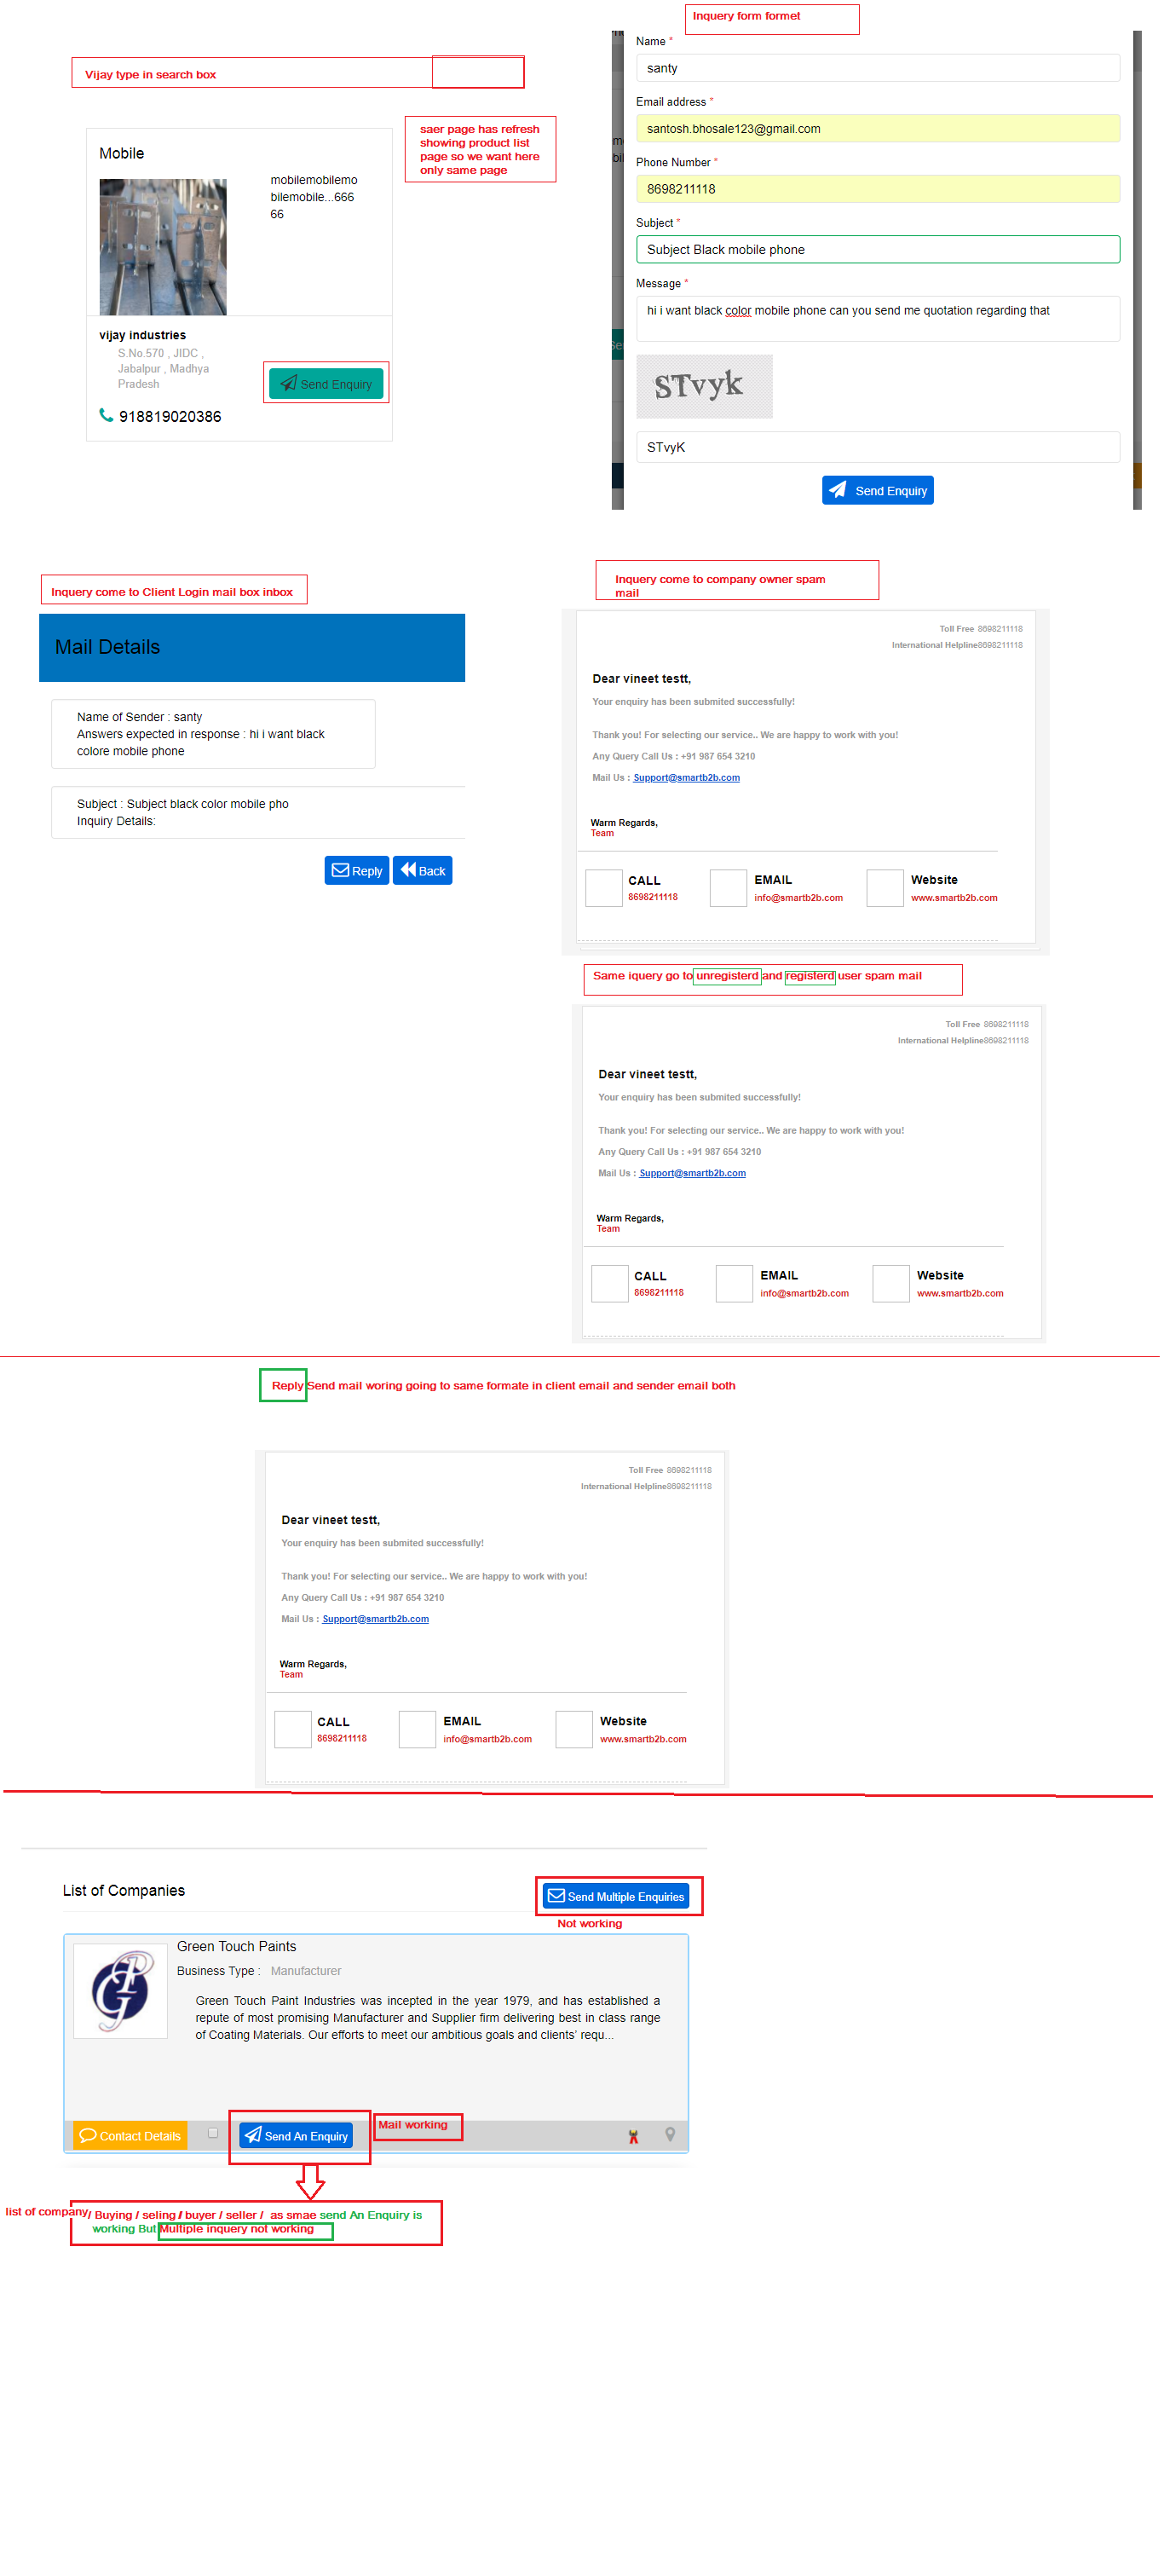 Inquery form formet
Vijay type in search box
saer page has refresh
showing product list
page so we want here
only same page
Mobile
mobilemobilemo
bilemobile...666
66
vijay industries
S.No.570 , JIDC ,
Jabalpur , Madhya
Pradesh
Send Enquiry
918819020386
Name *
santy
Email address *
santosh.bhosale123@gmail.com
Phone Number *
8698211118
Subject *
Subject Black mobile phone
Message *
hi i want black color mobile phone can you send me quotation regarding that
STvyk
STvyK
Send Enquiry
Inquery come to Client Login mail box inbox
Mail Details
Name of Sender : santy
Answers expected in response : hi i want black
colore mobile phone
Subject : Subject black color mobile pho
Inquiry Details:
Reply
Back
Inquery come to company owner spam
mail
Toll Free 8698211118
International Helpline8698211118
Dear vineet testt,
Your enquiry has been submited successfully!
Thank you! For selecting our service.. We are happy to work with you!
Any Query Call Us : +91 987 654 3210
Mail Us : Support@smartb2b.com
Warm Regards,
Team
CALL
8698211118
EMAIL
info@smartb2b.com
Website
www.smartb2b.com
Same iquery go to unregisterd and registerd user spam mail
Toll Free 8698211118
International Helpline8698211118
Dear vineet testt,
Your enquiry has been submited successfully!
Thank you! For selecting our service.. We are happy to work with you!
Any Query Call Us : +91 987 654 3210
Mail Us : Support@smartb2b.com
Warm Regards,
Team
CALL
8698211118
EMAIL
info@smartb2b.com
Website
www.smartb2b.com
Reply Send mail woring going to same formate in client email and sender email both
Toll Free 8698211118
International Helpline8698211118
Dear vineet testt,
Your enquiry has been submited successfully!
Thank you! For selecting our service.. We are happy to work with you!
Any Query Call Us : +91 987 654 3210
Mail Us : Support@smartb2b.com
Warm Regards,
Team
CALL
8698211118
EMAIL
info@smartb2b.com
Website
www.smartb2b.com
List of Companies
Send Multiple Enquiries
Not working
Green Touch Paints
Business Type : Manufacturer
Green Touch Paint Industries was incepted in the year 1979, and has established a
repute of most promising Manufacturer and Supplier firm delivering best in class range
of Coating Materials. Our efforts to meet our ambitious goals and clients' requ...
Contact Details
Send An Enquiry
Mail working
list of company/ Buying / seling / buyer / seller / as smae send An Enquiry is
working But Multiple inquery not working